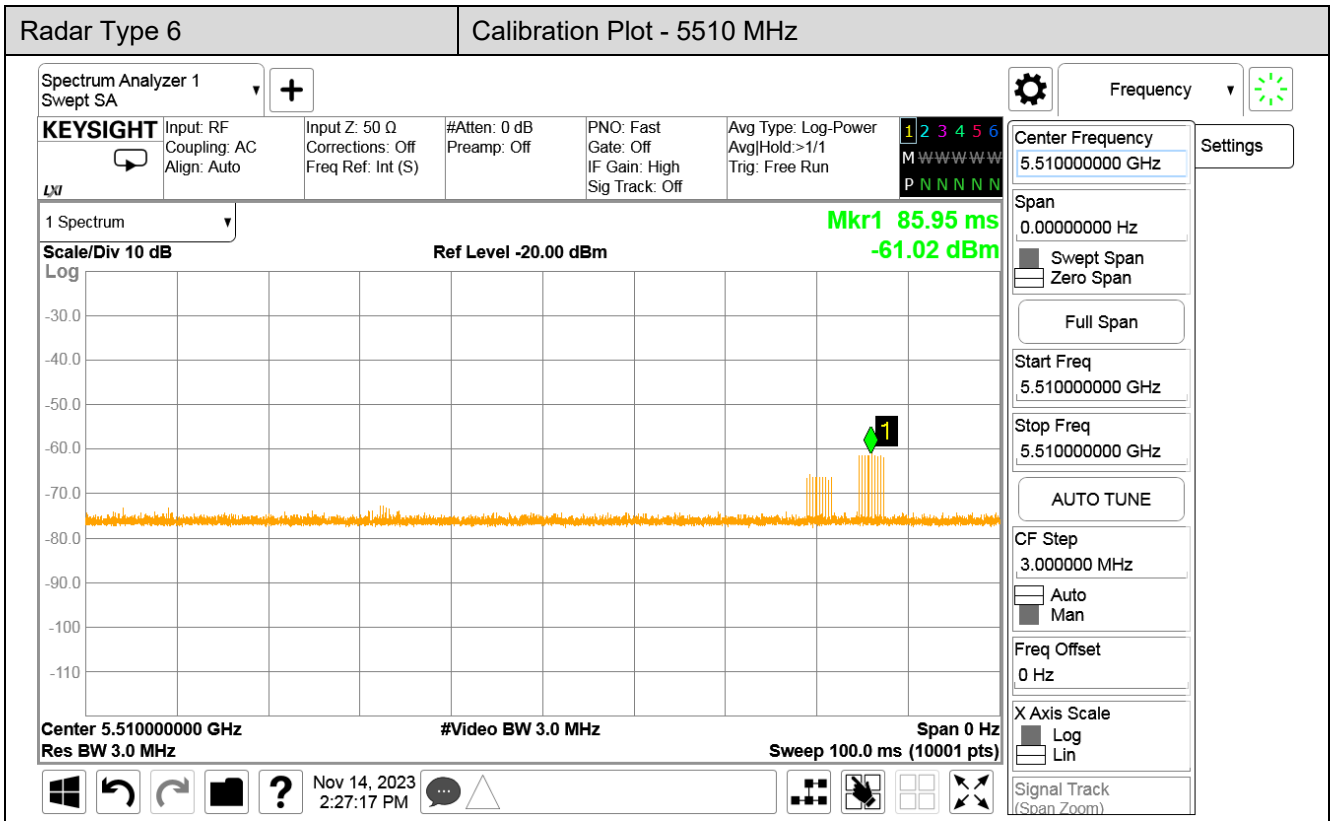 Radar Type 6
Calibration Plot - 5510 MHz
Spectrum Analyzer 1
Swept SA
Frequency
KEYSIGHT
LXI
Input: RF
Coupling: AC
Align: Auto
Input Z: 50 Ω
Corrections: Off
Freq Ref: Int (S)
#Atten: 0 dB
Preamp: Off
PNO: Fast
Gate: Off
IF Gain: High
Sig Track: Off
Avg Type: Log-Power
Avg|Hold:>1/1
Trig: Free Run
1 2 3 4 5 6
M W W W W W
P N N N N N
Center Frequency
5.510000000 GHz
Settings
Span
0.00000000 Hz
Swept Span
Zero Span
Full Span
Start Freq
5.510000000 GHz
Stop Freq
5.510000000 GHz
AUTO TUNE
CF Step
3.000000 MHz
Auto
Man
Freq Offset
0 Hz
X Axis Scale
Log
Lin
Signal Track
(Span Zoom)
1 Spectrum
Mkr1 85.95 ms
-61.02 dBm
Scale/Div 10 dB
Ref Level -20.00 dBm
Log
-30.0
-40.0
-50.0
1
-60.0
-70.0
-80.0
-90.0
-100
-110
Center 5.510000000 GHz
#Video BW 3.0 MHz
Span 0 Hz
Res BW 3.0 MHz
Sweep 100.0 ms (10001 pts)
?
Nov 14, 2023
2:27:17 PM